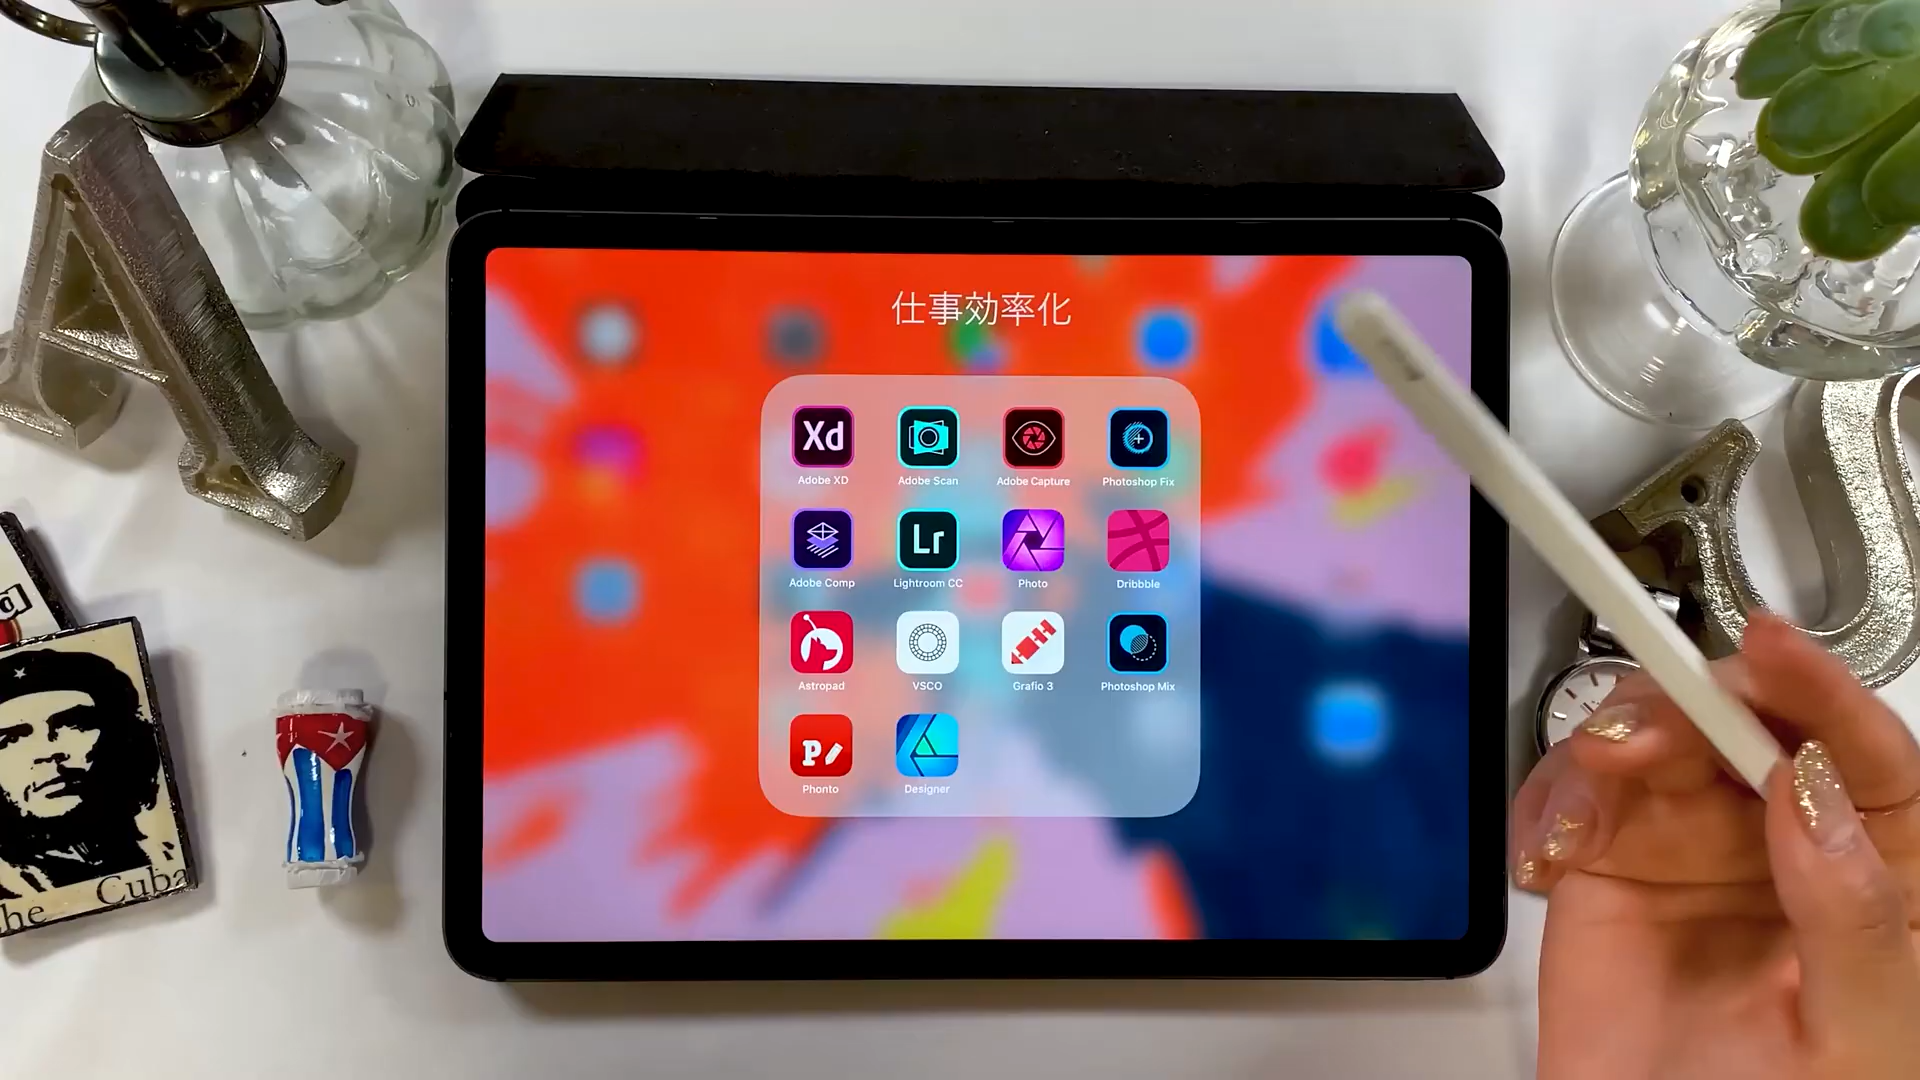 仕事効率化
Xd
Adobe XD
Adobe Scan
Adobe Capture
Photoshop Fix
Adobe Comp
Lr
Lightroom CC
Photo
Dribbble
Astropad
VSCO
Grafio 3
Photoshop Mix
P
Phonto
Designer
Cuba
he